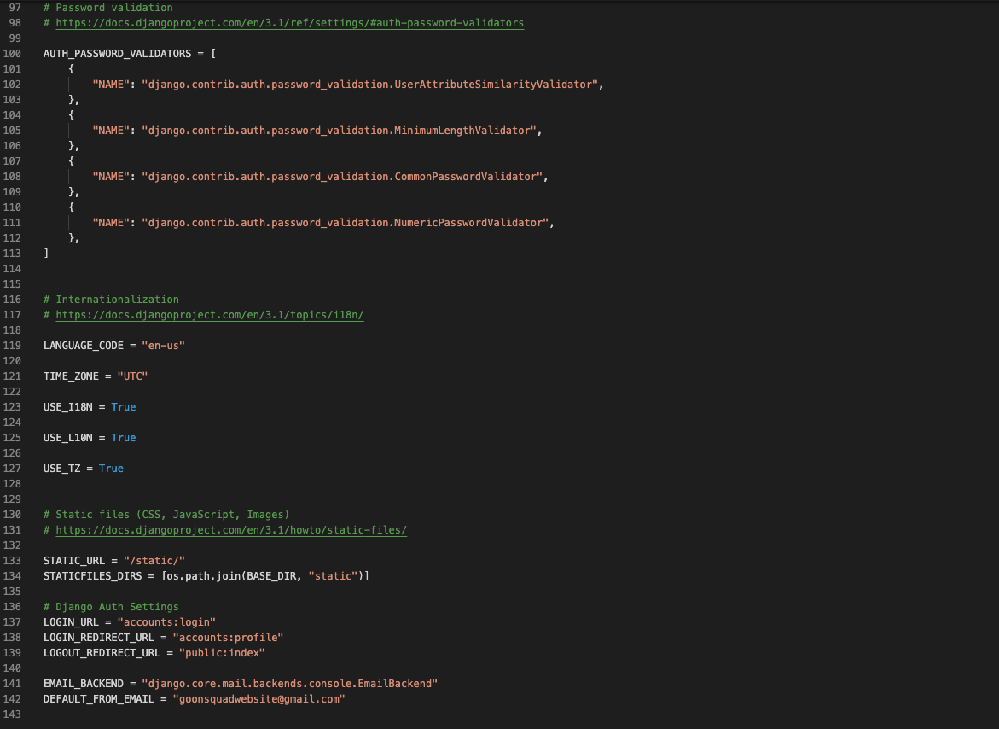 97 # Password validation
98 # https://docs.djangoproject.com/en/3.1/ref/settings/#auth-password-validators
99
100 AUTH_PASSWORD_VALIDATORS = [
101     {
102         "NAME": "django.contrib.auth.password_validation.UserAttributeSimilarityValidator",
103     },
104     {
105         "NAME": "django.contrib.auth.password_validation.MinimumLengthValidator",
106     },
107     {
108         "NAME": "django.contrib.auth.password_validation.CommonPasswordValidator",
109     },
110     {
111         "NAME": "django.contrib.auth.password_validation.NumericPasswordValidator",
112     },
113 ]
114
115
116 # Internationalization
117 # https://docs.djangoproject.com/en/3.1/topics/i18n/
118
119 LANGUAGE_CODE = "en-us"
120
121 TIME_ZONE = "UTC"
122
123 USE_I18N = True
124
125 USE_L10N = True
126
127 USE_TZ = True
128
129
130 # Static files (CSS, JavaScript, Images)
131 # https://docs.djangoproject.com/en/3.1/howto/static-files/
132
133 STATIC_URL = "/static/"
134 STATICFILES_DIRS = [os.path.join(BASE_DIR, "static")]
135
136 # Django Auth Settings
137 LOGIN_URL = "accounts:login"
138 LOGIN_REDIRECT_URL = "accounts:profile"
139 LOGOUT_REDIRECT_URL = "public:index"
140
141 EMAIL_BACKEND = "django.core.mail.backends.console.EmailBackend"
142 DEFAULT_FROM_EMAIL = "goonsquadwebsite@gmail.com"
143